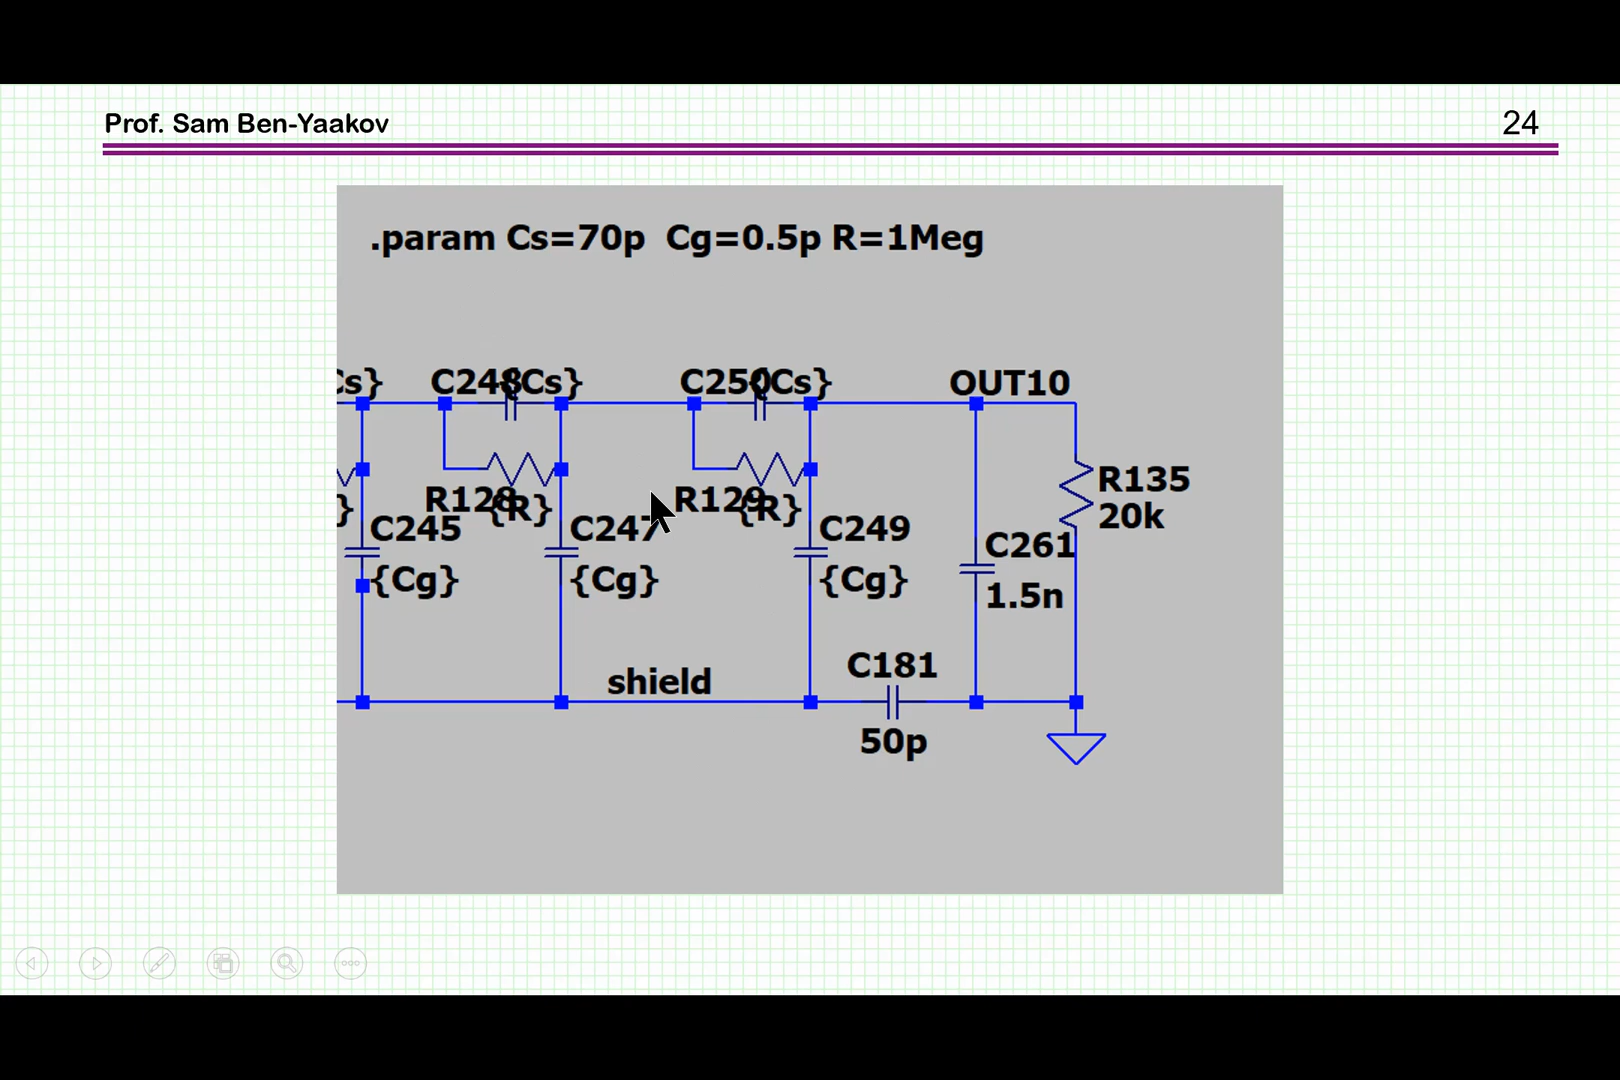 Prof. Sam Ben-Yaakov
24
.param Cs=70p Cg=0.5p R=1Meg
Cs}
C248
{Cs}
C250
{Cs}
OUT10
}
R128
{R}
R129
{R}
R135
20k
C245
{Cg}
C247
{Cg}
C249
{Cg}
C261
1.5n
shield
C181
50p